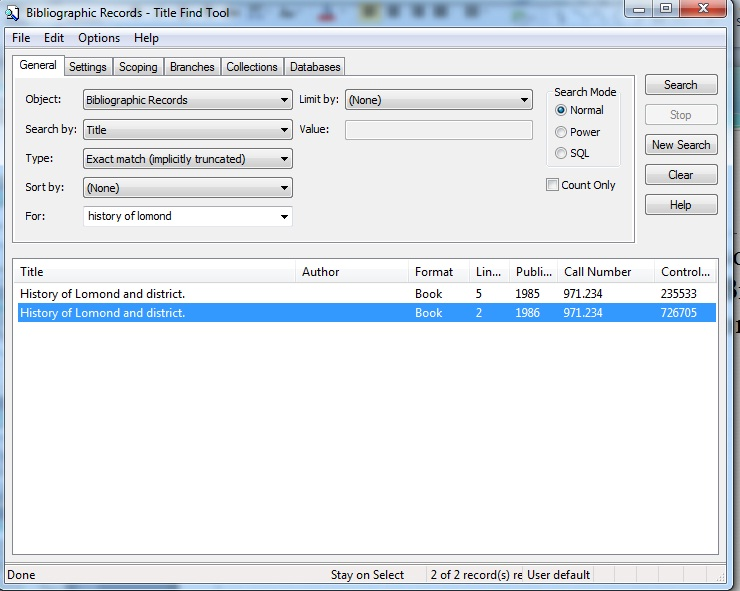 Bibliographic Records - Title Find Tool
File Edit Options Help
General Settings Scoping Branches Collections Databases
Object: Bibliographic Records Limit by: (None)
Search by: Title Value:
Type: Exact match (implicitly truncated)
Sort by: (None)
For: history of lomond
Search Mode
Normal
Power
SQL
Count Only
Search
Stop
New Search
Clear
Help
Title Author Format Lin... Publi... Call Number Control...
History of Lomond and district. Book 5 1985 971.234 235533
History of Lomond and district. Book 2 1986 971.234 726705
Done Stay on Select 2 of 2 record(s) re User default